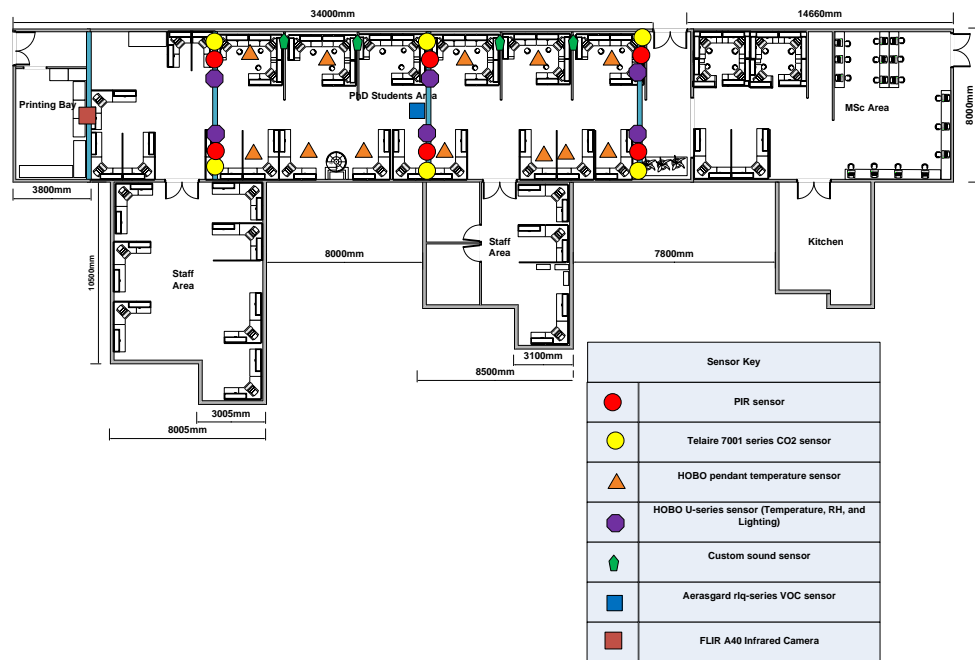 34000mm
14660mm
Printing Bay
PhD Students Area
MSc Area
8000mm
3800mm
10500mm
Staff
Area
8000mm
Staff
Area
7800mm
Kitchen
3100mm
8500mm
3005mm
8005mm
Sensor Key
PIR sensor
Telaire 7001 series CO2 sensor
HOBO pendant temperature sensor
HOBO U-series sensor (Temperature, RH, and
Lighting)
Custom sound sensor
Aerasgard rlq-series VOC sensor
FLIR A40 Infrared Camera